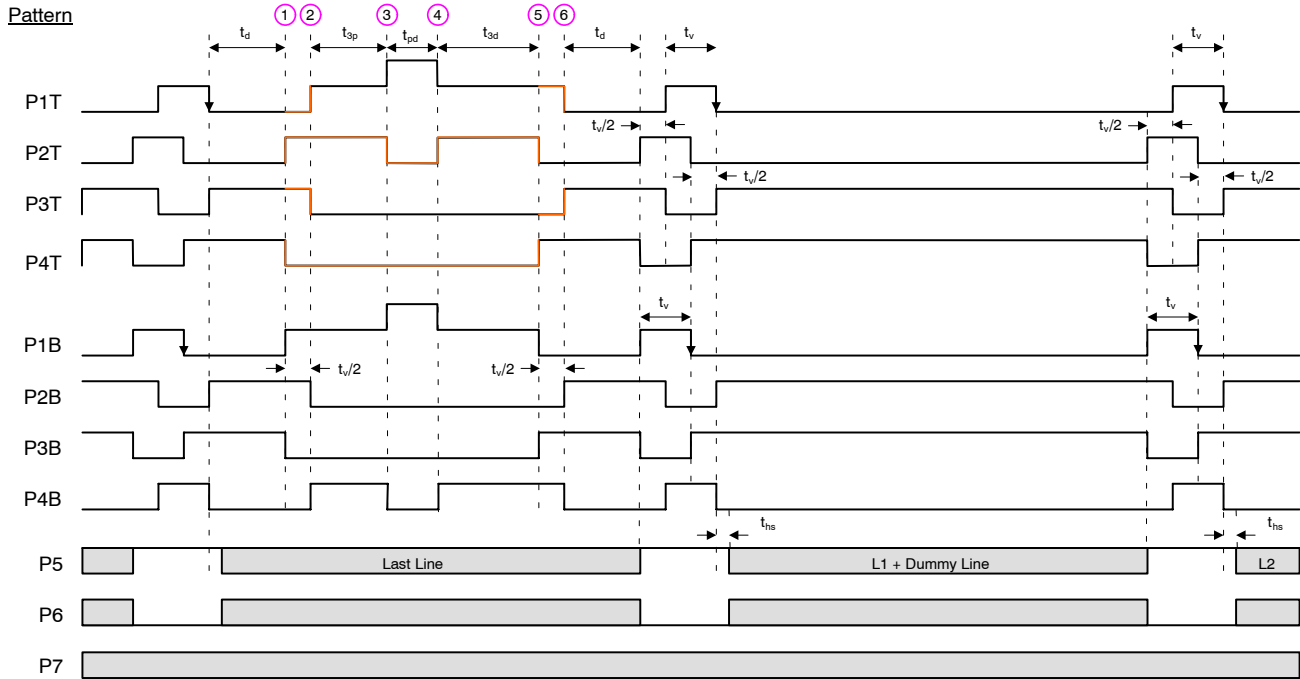 Pattern
1 2 3 4 5 6
td t3p tpd t3d td tv tv
P1T
tv/2 tv/2
P2T
tv/2 tv/2
P3T
P4T
tv tv
P1B
tv/2 tv/2
P2B
P3B
P4B
ths ths
P5 Last Line L1 + Dummy Line L2
P6
P7